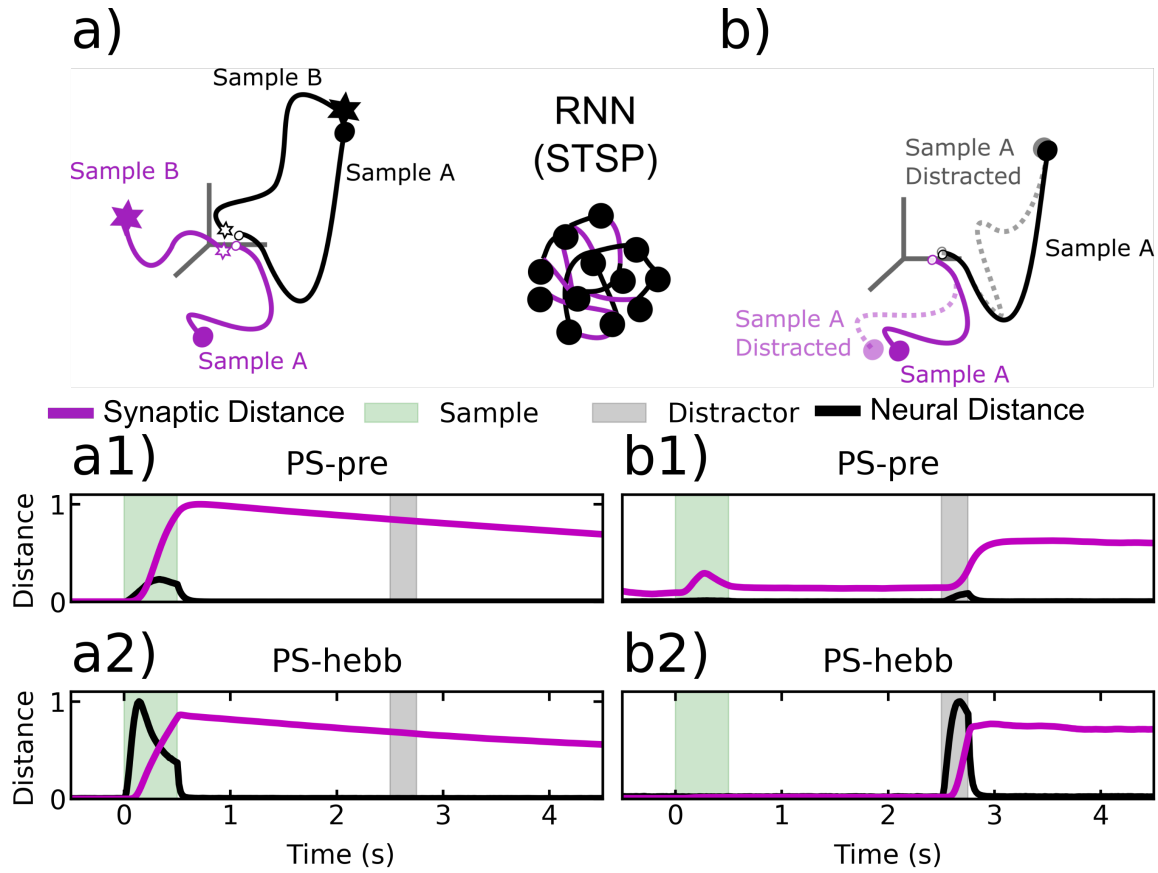 a)
b)
Sample B
Sample B
Sample A
RNN
(STSP)
Sample A
Sample A
Distracted
Sample A
Sample A
Distracted
Sample A
Synaptic Distance
Sample
Distractor
Neural Distance
a1)
PS-pre
b1)
PS-pre
Distance
1
0
a2)
PS-hebb
b2)
PS-hebb
Distance
1
0
0 1 2 3 4
0 1 2 3 4
Time (s)
Time (s)